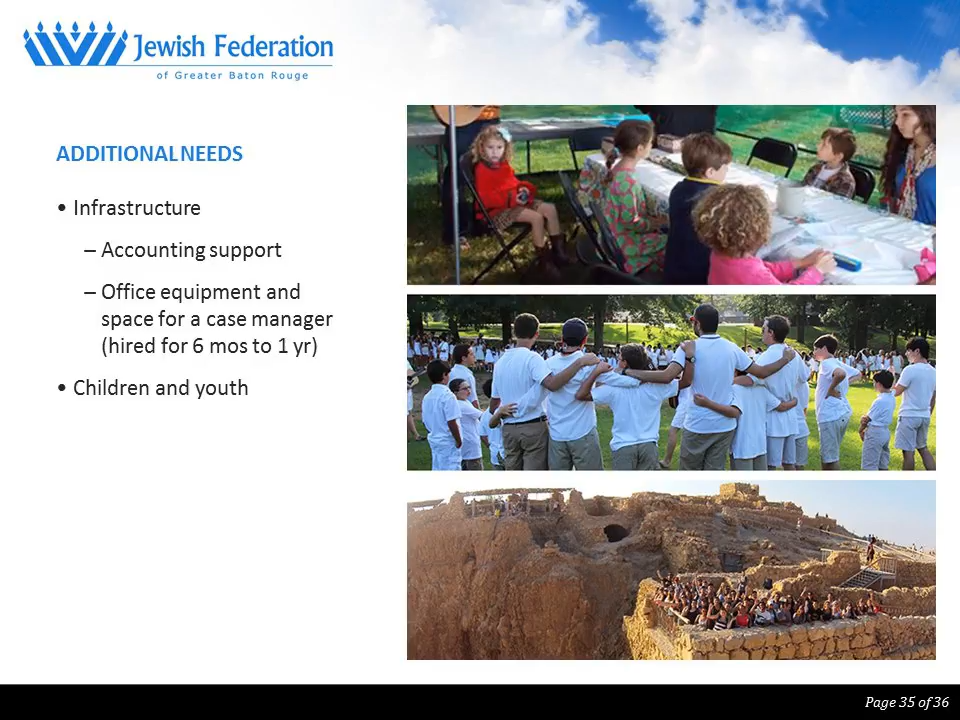 Jewish Federation
of Greater Baton Rouge
ADDITIONAL NEEDS
• Infrastructure
– Accounting support
– Office equipment and
space for a case manager
(hired for 6 mos to 1 yr)
• Children and youth
Page 35 of 36